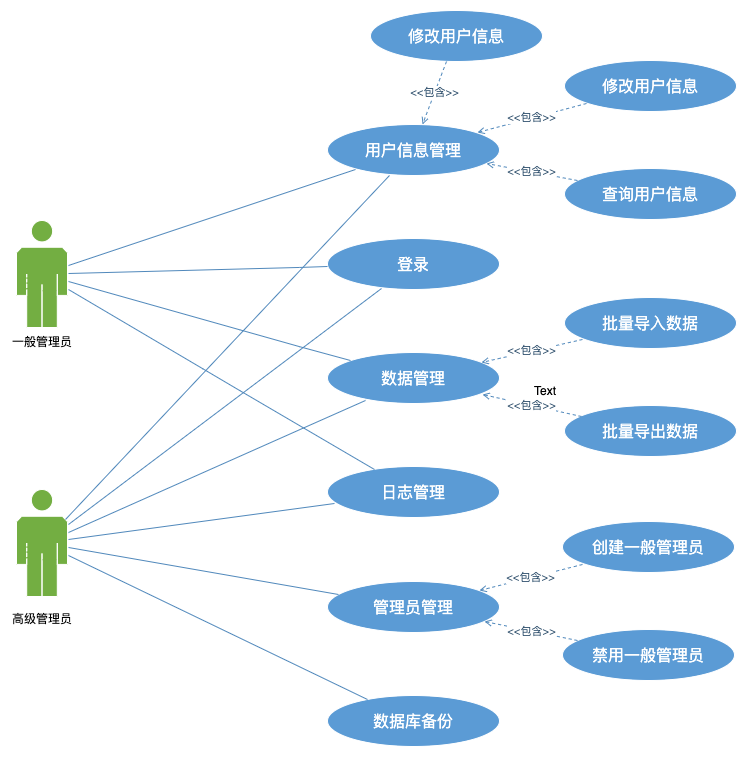 修改用户信息
<<包含>>
修改用户信息
<<包含>>
用户信息管理
<<包含>>
查询用户信息
登录
一般管理员
批量导入数据
<<包含>>
数据管理
Text
<<包含>>
批量导出数据
日志管理
创建一般管理员
<<包含>>
管理员管理
高级管理员
<<包含>>
禁用一般管理员
数据库备份